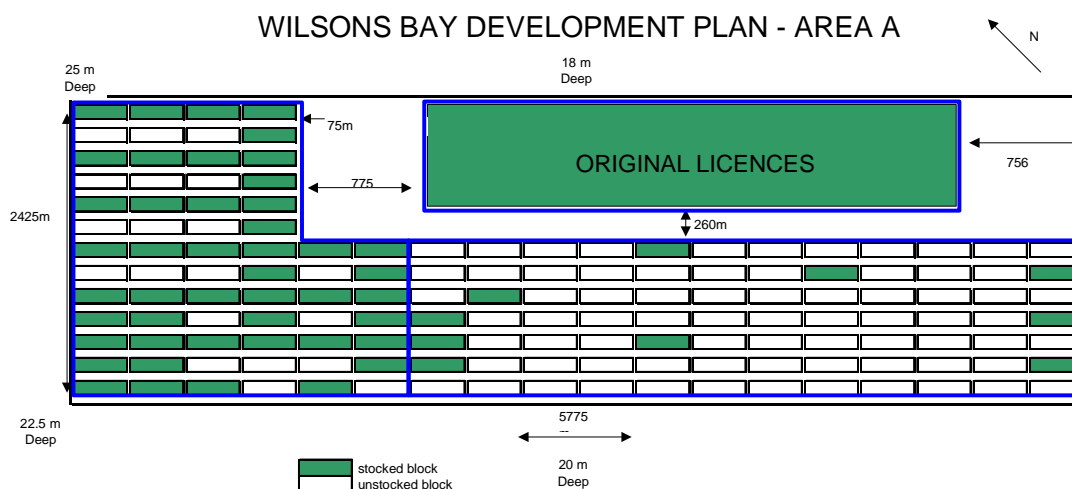 WILSONS BAY DEVELOPMENT PLAN - AREA A
N
25 m
Deep
18 m
Deep
75m
ORIGINAL LICENCES
756
775
2425m
260m
22.5 m
Deep
5775
20 m
Deep
stocked block
unstocked block